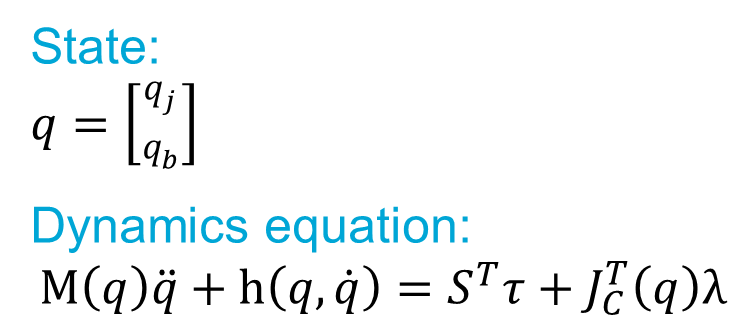 State:
q = [q_j q_b]
Dynamics equation:
M(q)q̈ + h(q, q̇) = S^T τ + J_C^T(q)λ